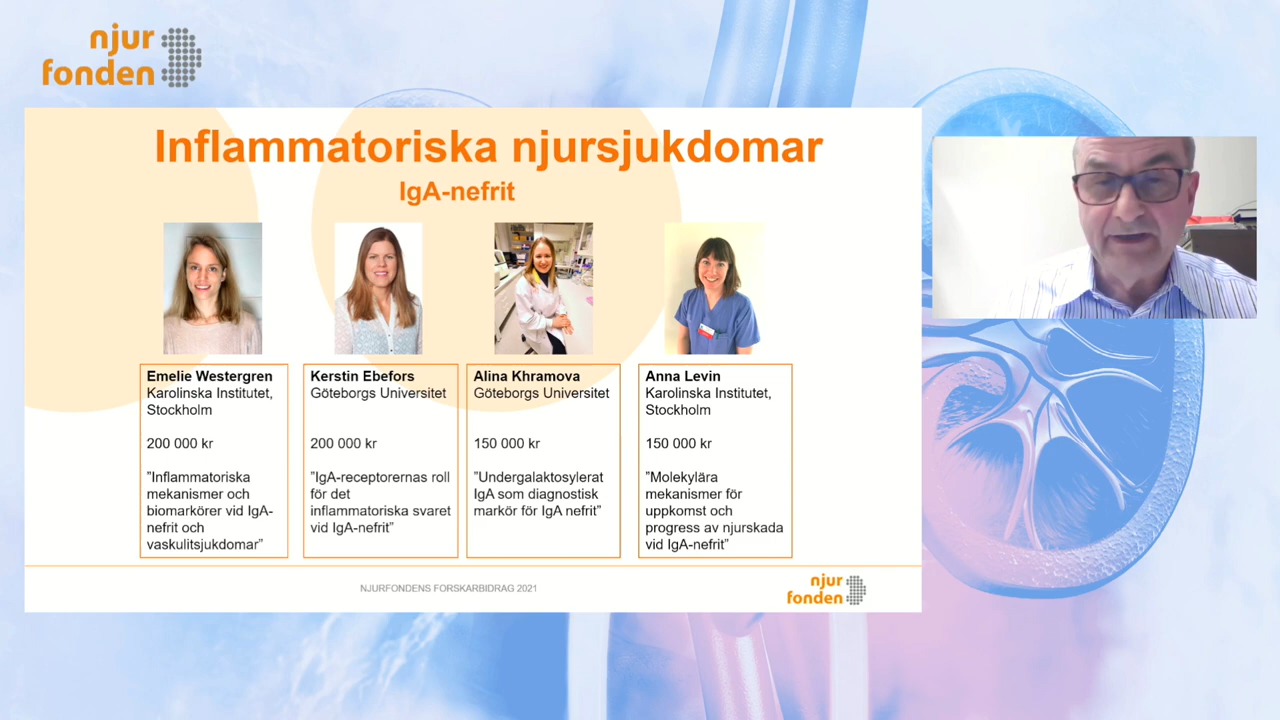 njur
fonden
Inflammatoriska njursjukdomar
IgA-nefrit
Emelie Westergren
Karolinska Institutet,
Stockholm
200 000 kr
”Inflammatoriska
mekanismer och
biomarkörer vid IgA-
nefrit och
vaskulitsjukdomar”
Kerstin Ebefors
Göteborgs Universitet
200 000 kr
”IgA-receptorernas roll
för det
inflammatoriska svaret
vid IgA-nefrit”
Alina Khramova
Göteborgs Universitet
150 000 kr
”Undergalaktosylerat
IgA som diagnostisk
markör för IgA nefrit”
Anna Levin
Karolinska Institutet,
Stockholm
150 000 kr
”Molekylära
mekanismer för
uppkomst och
progress av njurskada
vid IgA-nefrit”
NJURFONDENS FORSKARBIDRAG 2021
njur
fonden